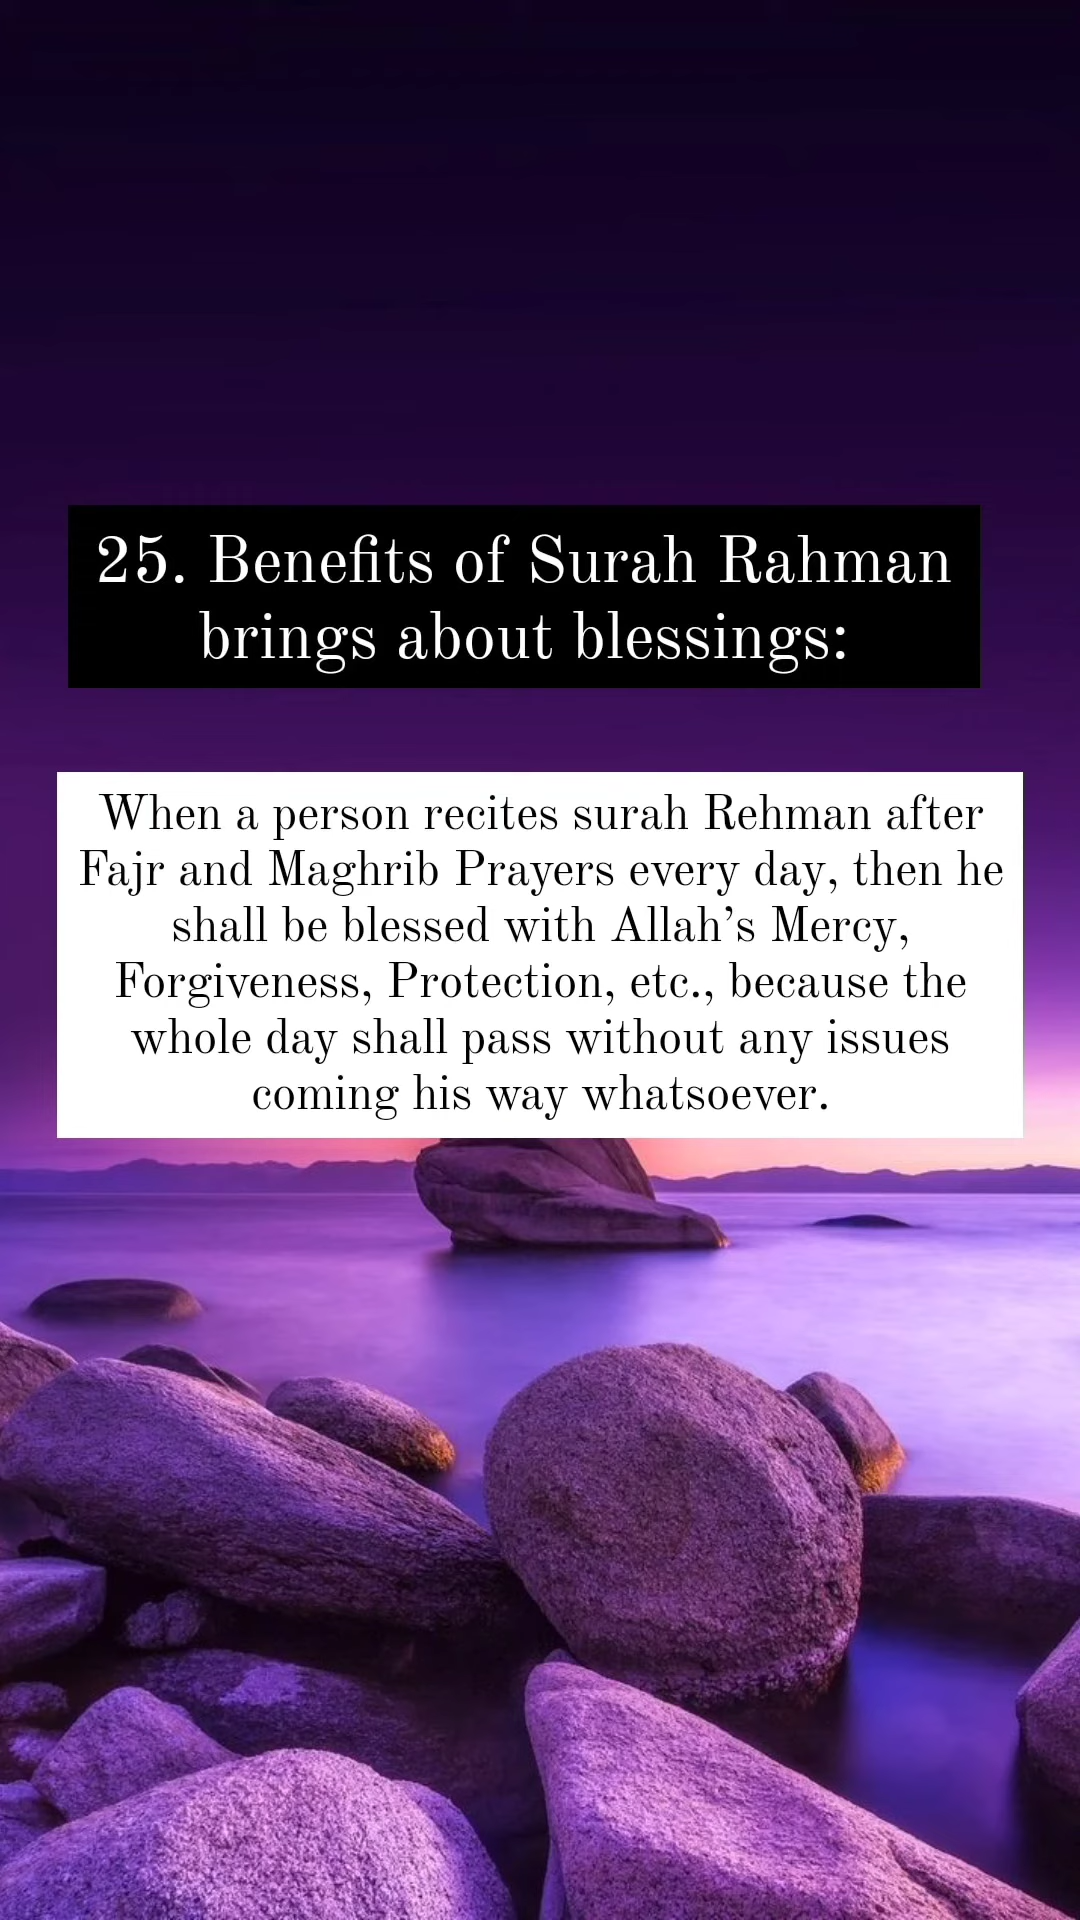 25. Benefits of Surah Rahman
brings about blessings:
When a person recites surah Rehman after
Fajr and Maghrib Prayers every day, then he
shall be blessed with Allah’s Mercy,
Forgiveness, Protection, etc., because the
whole day shall pass without any issues
coming his way whatsoever.